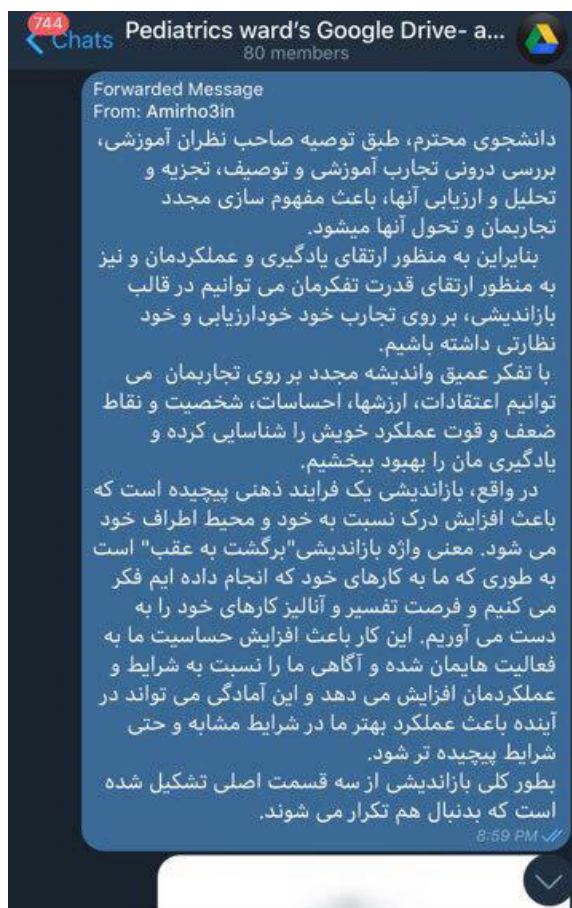 744
Chats
Pediatrics ward's Google Drive- a...
80 members
Forwarded Message
From: Amirho3in
دانشجوی محترم، طبق توصیه صاحب نظران آموزشی،
بررسی درونی تجارب آموزشی و توصیف، تجزیه و
تحلیل و ارزیابی آنها، باعث مفهوم سازی مجدد
تجاربمان و تحول آنها میشود.
بنابراین به منظور ارتقای یادگیری و عملکردمان و نیز
به منظور ارتقای قدرت تفکرمان می توانیم در قالب
بازاندیشی، بر روی تجارب خود خودارزیابی و خود
نظارتی داشته باشیم.
با تفکر عمیق واندیشه مجدد بر روی تجاربمان می
توانیم اعتقادات، ارزشها، احساسات، شخصیت و نقاط
ضعف و قوت عملکرد خویش را شناسایی کرده و
یادگیری مان را بهبود ببخشیم.
در واقع، بازاندیشی یک فرایند ذهنی پیچیده است که
باعث افزایش درک نسبت به خود و محیط اطراف خود
می شود. معنی واژه بازاندیشی"برگشت به عقب" است
به طوری که ما به کارهای خود که انجام داده ایم فکر
می کنیم و فرصت تفسیر و آنالیز کارهای خود را به
دست می آوریم. این کار باعث افزایش حساسیت ما به
فعالیت هایمان شده و آگاهی ما را نسبت به شرایط و
عملکردمان افزایش می دهد و این آمادگی می تواند در
آینده باعث عملکرد بهتر ما در شرایط مشابه و حتی
شرایط پیچیده تر شود.
بطور کلی بازاندیشی از سه قسمت اصلی تشکیل شده
است که بدنبال هم تکرار می شوند.
8:59 PM